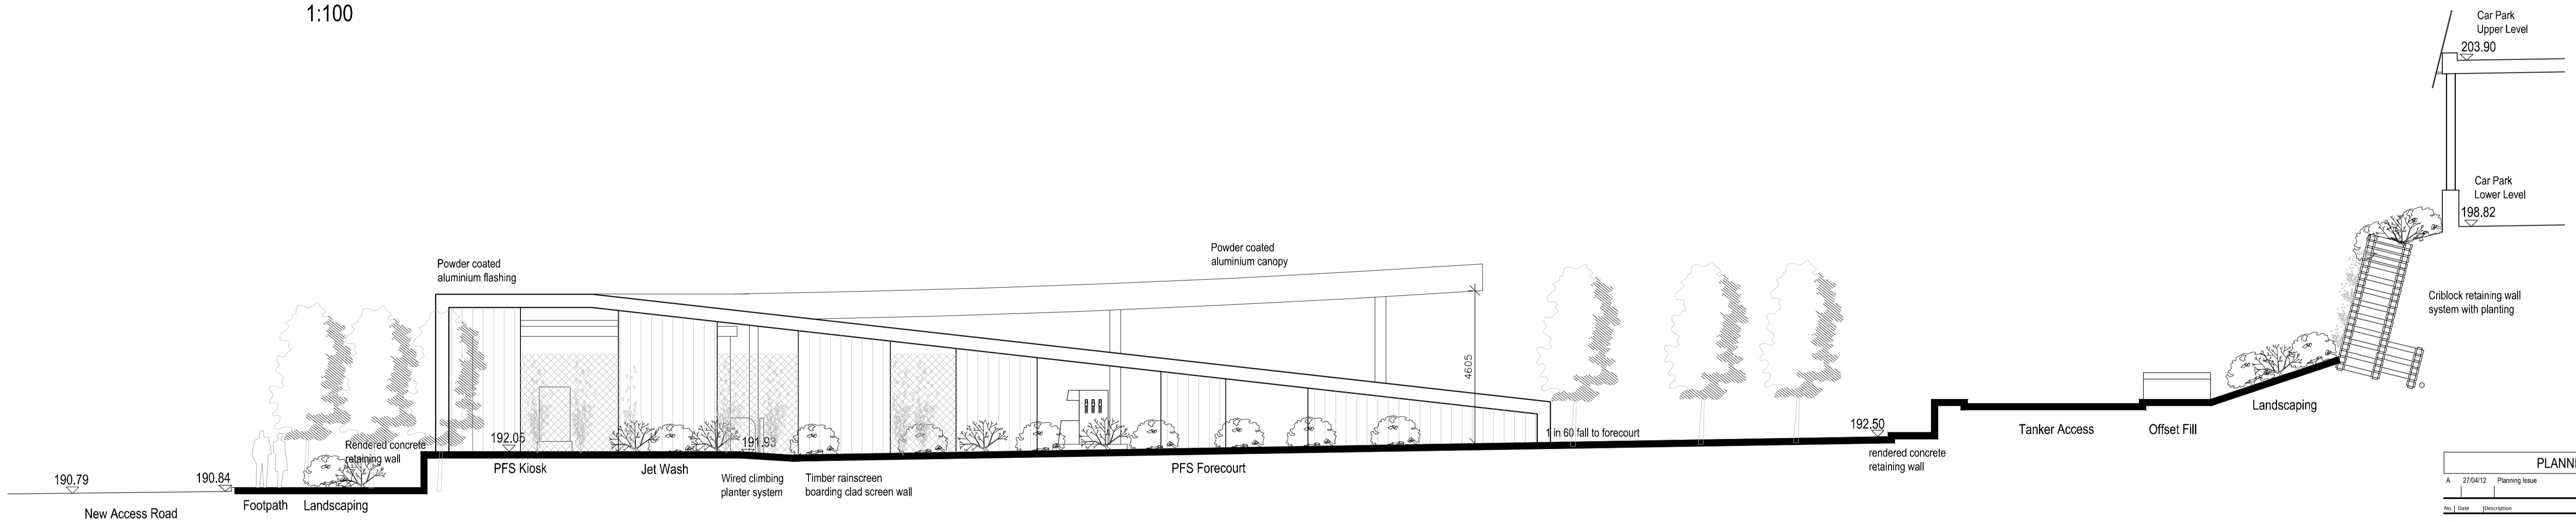 1:100
Car Park
Upper Level
203.90
Car Park
Lower Level
198.82
Powder coated
aluminium canopy
Powder coated
aluminium flashing
Criblock retaining wall
system with planting
4605
1 in 60 fall to forecourt
192.50
rendered concrete
retaining wall
Tanker Access
Offset Fill
Landscaping
Rendered concrete
retaining wall
192.05
191.93
PFS Kiosk
Jet Wash
PFS Forecourt
Wired climbing
planter system
Timber rainscreen
boarding clad screen wall
190.79
190.84
New Access Road
Footpath
Landscaping
A 27/04/12 Planning Issue
No. Date Description